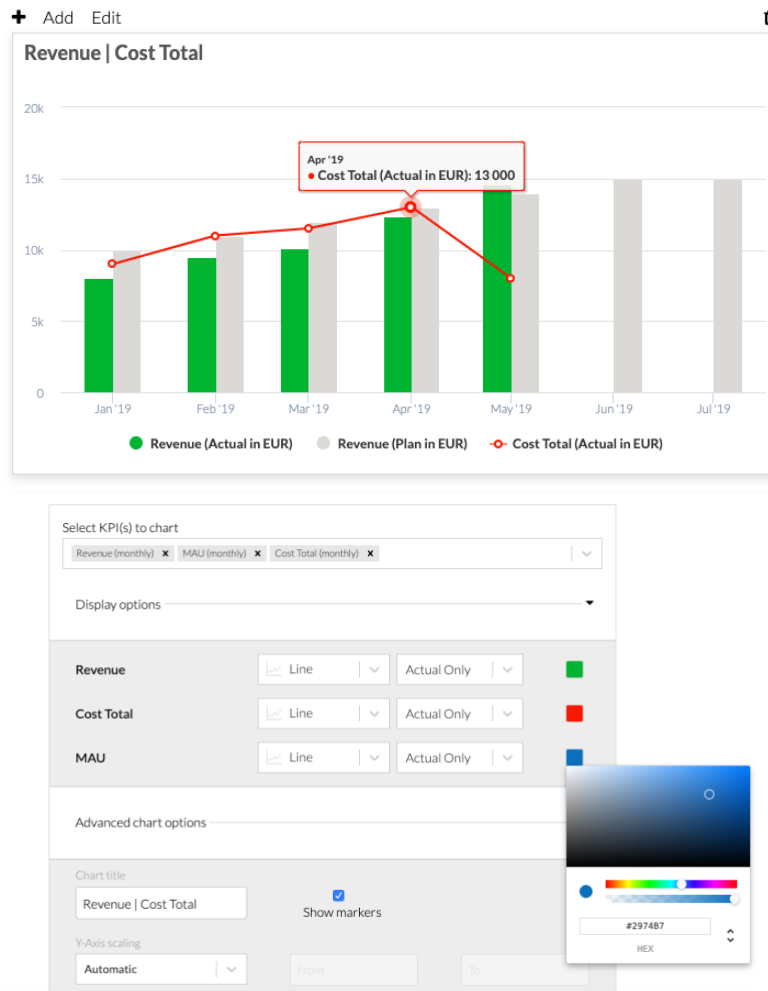 Add Edit
Revenue | Cost Total
20k
15k
10k
5k
0
Apr '19
Cost Total (Actual in EUR): 13 000
Jan '19 Feb '19 Mar '19 Apr '19 May '19 Jun '19 Jul '19
Revenue (Actual in EUR) Revenue (Plan in EUR) Cost Total (Actual in EUR)
Select KPI(s) to chart
Revenue (monthly) × MAU (monthly) × Cost Total (monthly) ×
Display options
Revenue Line Actual Only
Cost Total Line Actual Only
MAU Line Actual Only
Advanced chart options
Chart title
Revenue | Cost Total
Show markers
Y-Axis scaling
Automatic From To
#2974B7
HEX